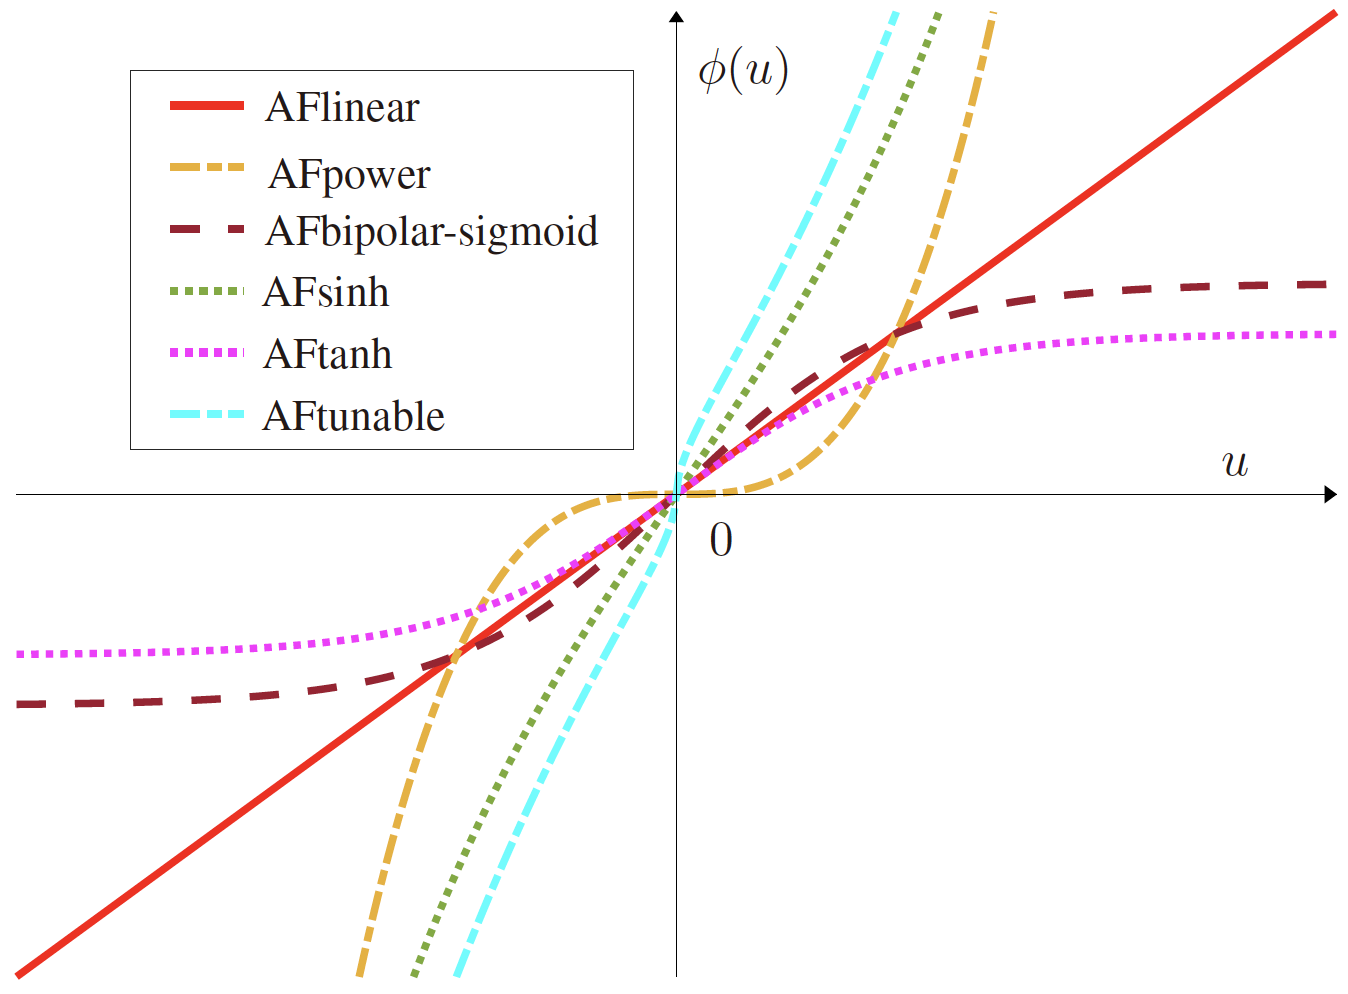 ϕ(u)
AFlinear
AFpower
AFbipolar-sigmoid
AFsinh
AFtanh
AFtunable
u
0